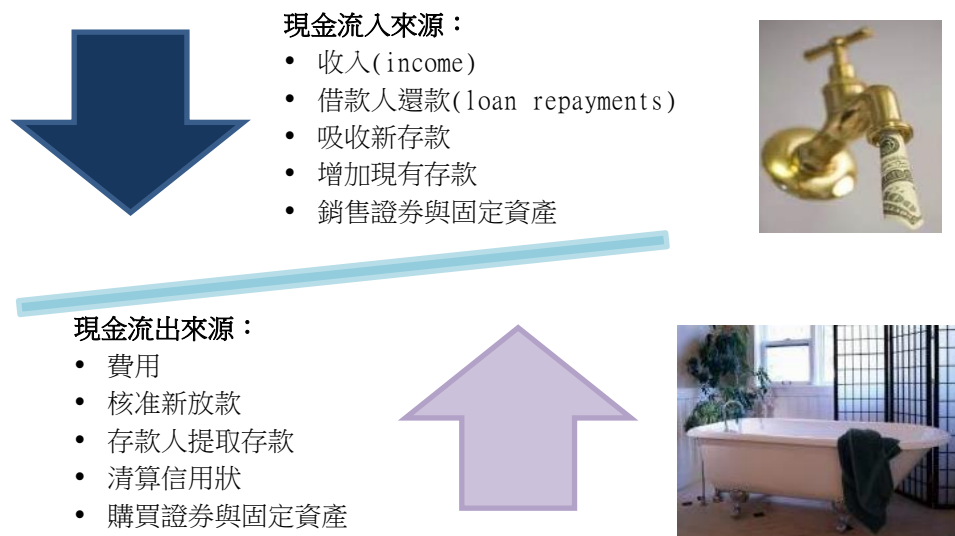 現金流入來源：
• 收入(income)
• 借款人還款(loan repayments)
• 吸收新存款
• 增加現有存款
• 銷售證券與固定資產
現金流出來源：
• 費用
• 核准新放款
• 存款人提取存款
• 清算信用狀
• 購買證券與固定資產